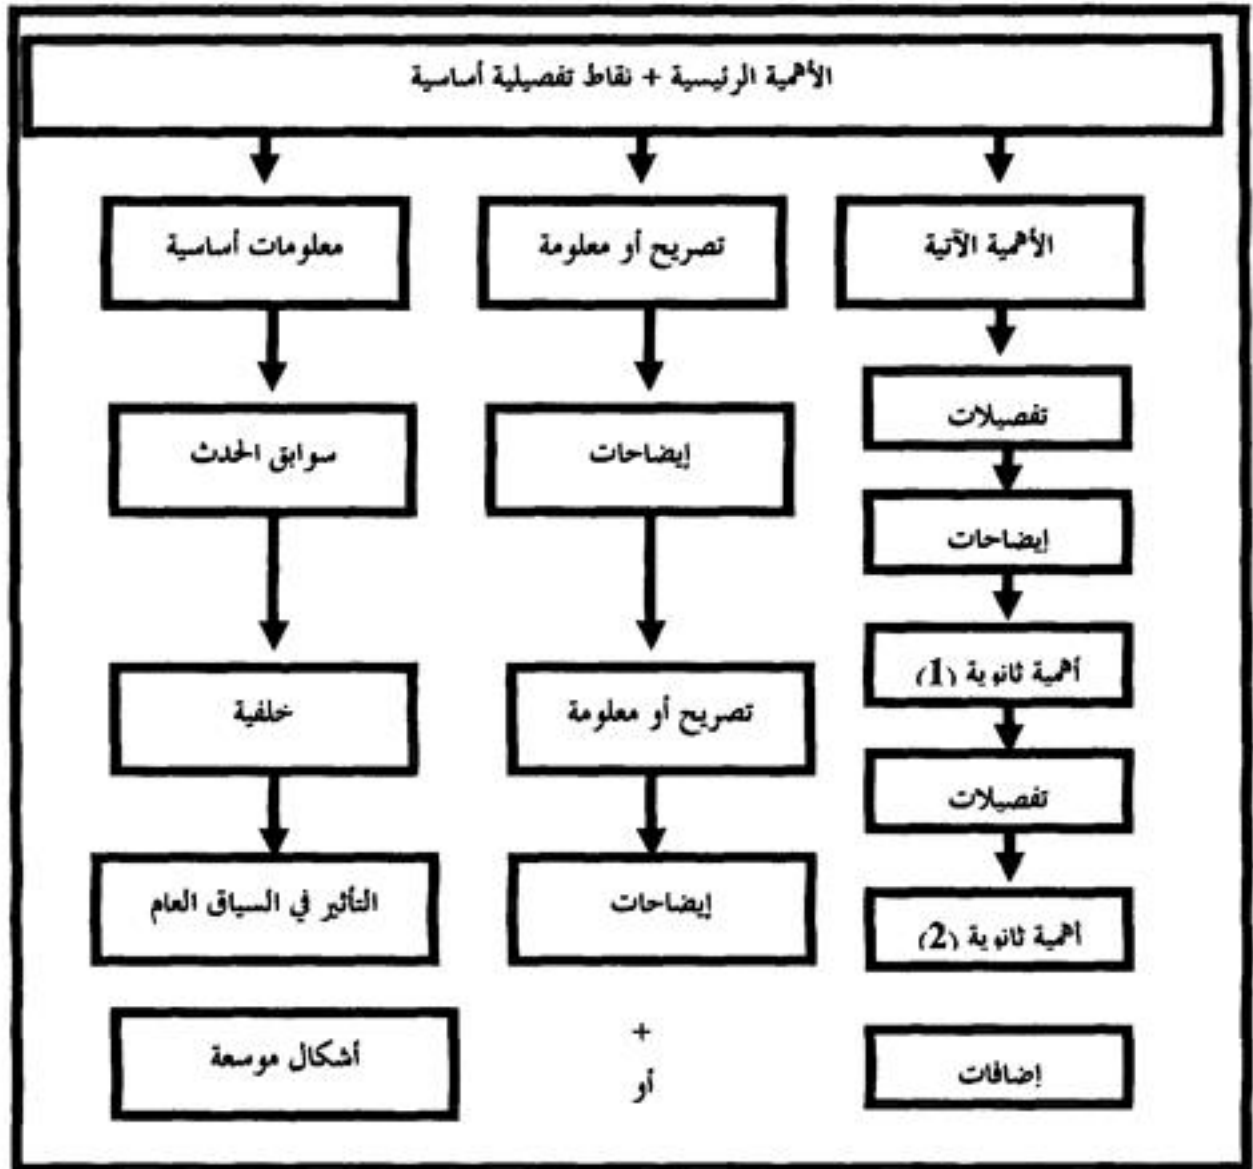 الأهمية الرئيسية + نقاط تفصيلية أساسية
الأهمية الآتية
تفصيلات
إيضاحات
أهمية ثانوية (1)
تفصيلات
أهمية ثانوية (2)
إضافات
تصريح أو معلومة
إيضاحات
تصريح أو معلومة
إيضاحات
+
أو
معلومات أساسية
سوابق الحدث
خلفية
التأثير في السياق العام
أشكال موسعة